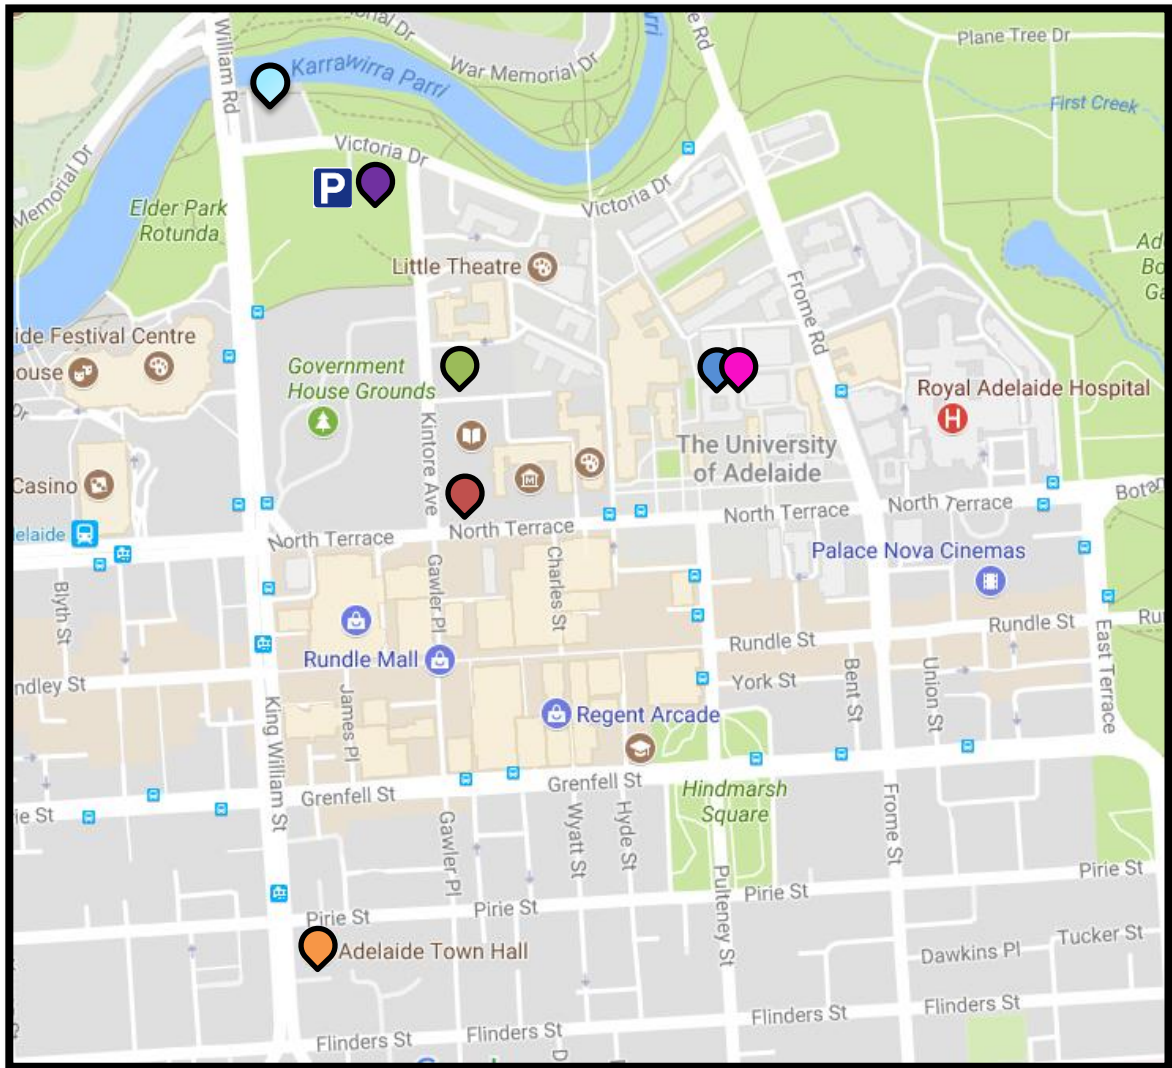 William Rd
Memorial Dr
War Memorial Dr
Karrawirra Parri
Plane Tree Dr
First Creek
Memorial Dr
Victoria Dr
P
Elder Park
Rotunda
Victoria Dr
Little Theatre
Frome Rd
ide Festival Centre
ouse
Government
House Grounds
Royal Adelaide Hospital
H
Kintore Ave
The University
of Adelaide
Casino
M
elaide
North Terrace
North Terrace
North Terrace
North Terrace
Palace Nova Cinemas
Blyth St
Gawler Pl
Charles St
Rundle St
Rundle St
Ru
East Terrace
Rundle Mall
ndley St
York St
Bent St
Union St
James Pl
King William St
Regent Arcade
Grenfell St
Grenfell St
Hindmarsh
Square
ie St
Gawler Pl
Wyatt St
Hyde St
Frome St
Pirie St
Pirie St
Pirie St
Pirie St
Pulteney St
Adelaide Town Hall
Dawkins Pl
Tucker St
Flinders St
Flinders St
Flinders St
Flinders St